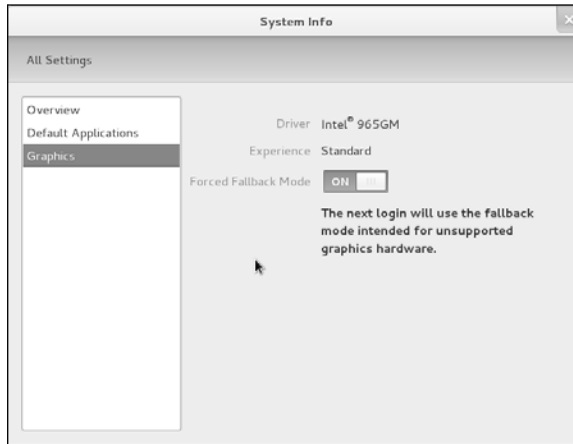 System Info
All Settings
Overview
Default Applications
Graphics
Driver Intel® 965GM
Experience Standard
Forced Fallback Mode ON
The next login will use the fallback
mode intended for unsupported
graphics hardware.